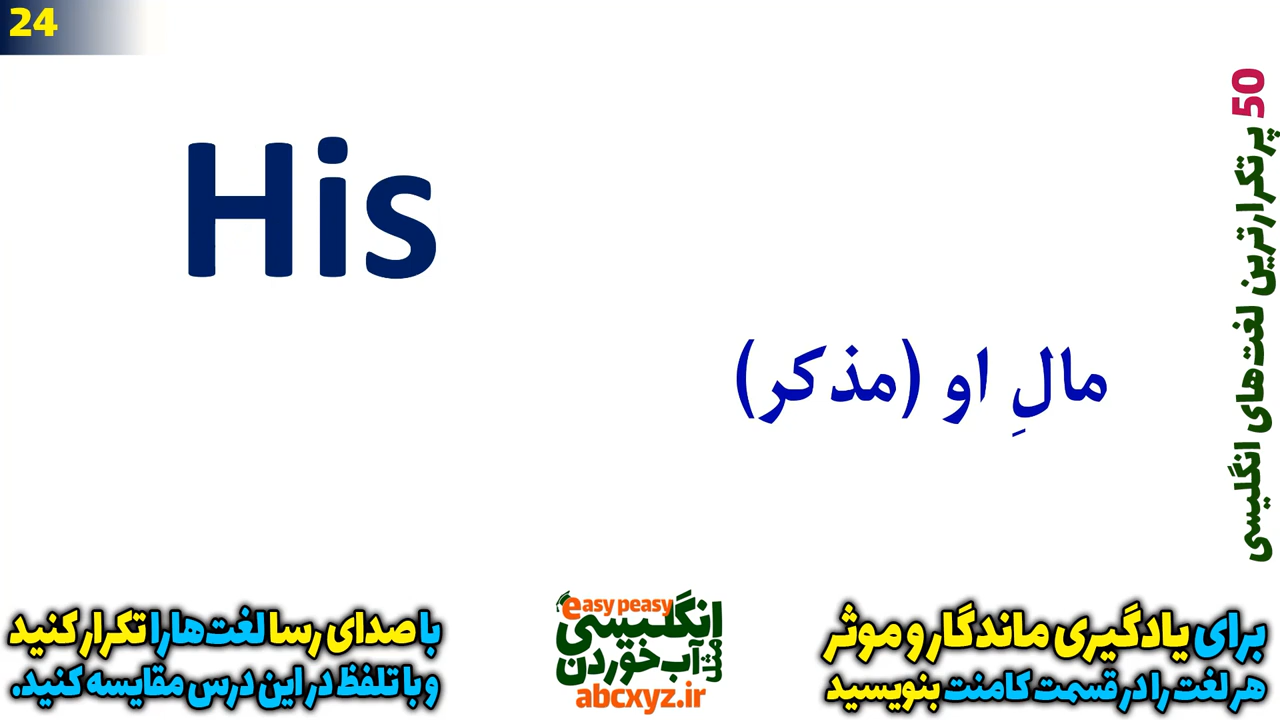 24
His
مالِ او (مذکر)
50 پرتکرارترین لغت‌های انگلیسی
برای یادگیری ماندگار و موثر
هر لغت را در قسمت کامنت بنویسید
easy peasy
انگلیسی
مثل آب خوردن
abcxyz.ir
با صدای رسا لغت‌ها را تکرار کنید
و با تلفظ در این درس مقایسه کنید.